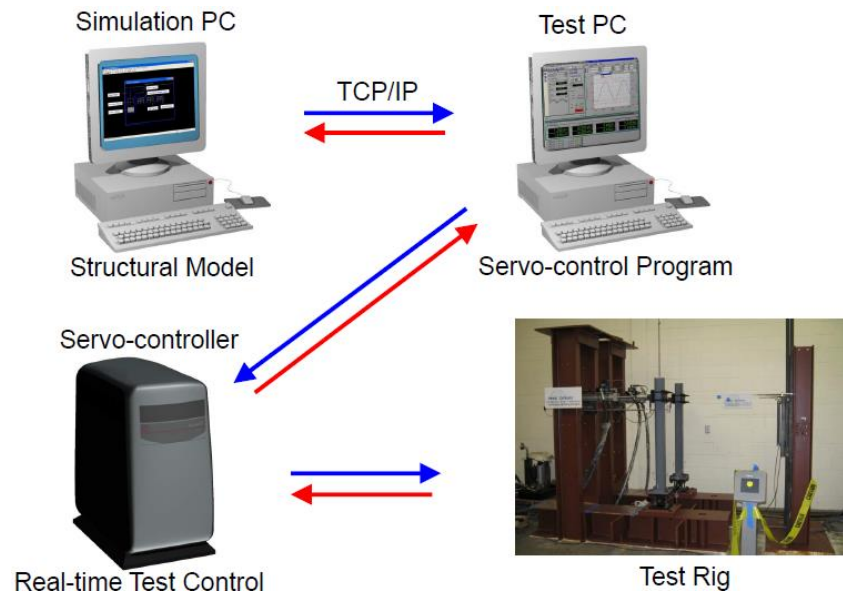 Simulation PC
Test PC
TCP/IP
Structural Model
Servo-control Program
Servo-controller
Real-time Test Control
Test Rig